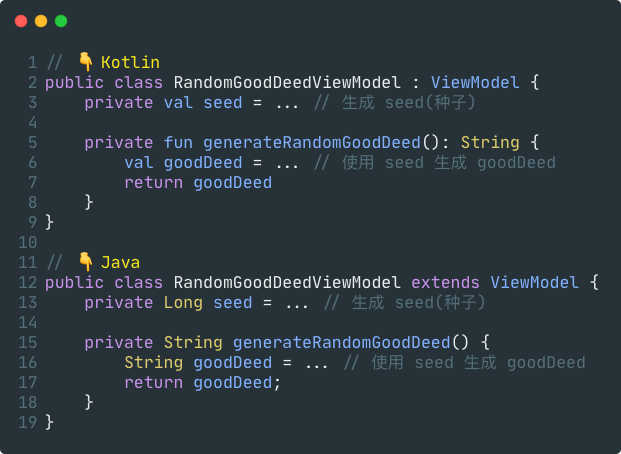 1 // 👇 Kotlin
2 public class RandomGoodDeedViewModel : ViewModel {
3     private val seed = ... // 生成 seed(种子)
4
5     private fun generateRandomGoodDeed(): String {
6         val goodDeed = ... // 使用 seed 生成 goodDeed
7         return goodDeed
8     }
9 }
10
11 // 👇 Java
12 public class RandomGoodDeedViewModel extends ViewModel {
13     private Long seed = ... // 生成 seed(种子)
14
15     private String generateRandomGoodDeed() {
16         String goodDeed = ... // 使用 seed 生成 goodDeed
17         return goodDeed;
18     }
19 }